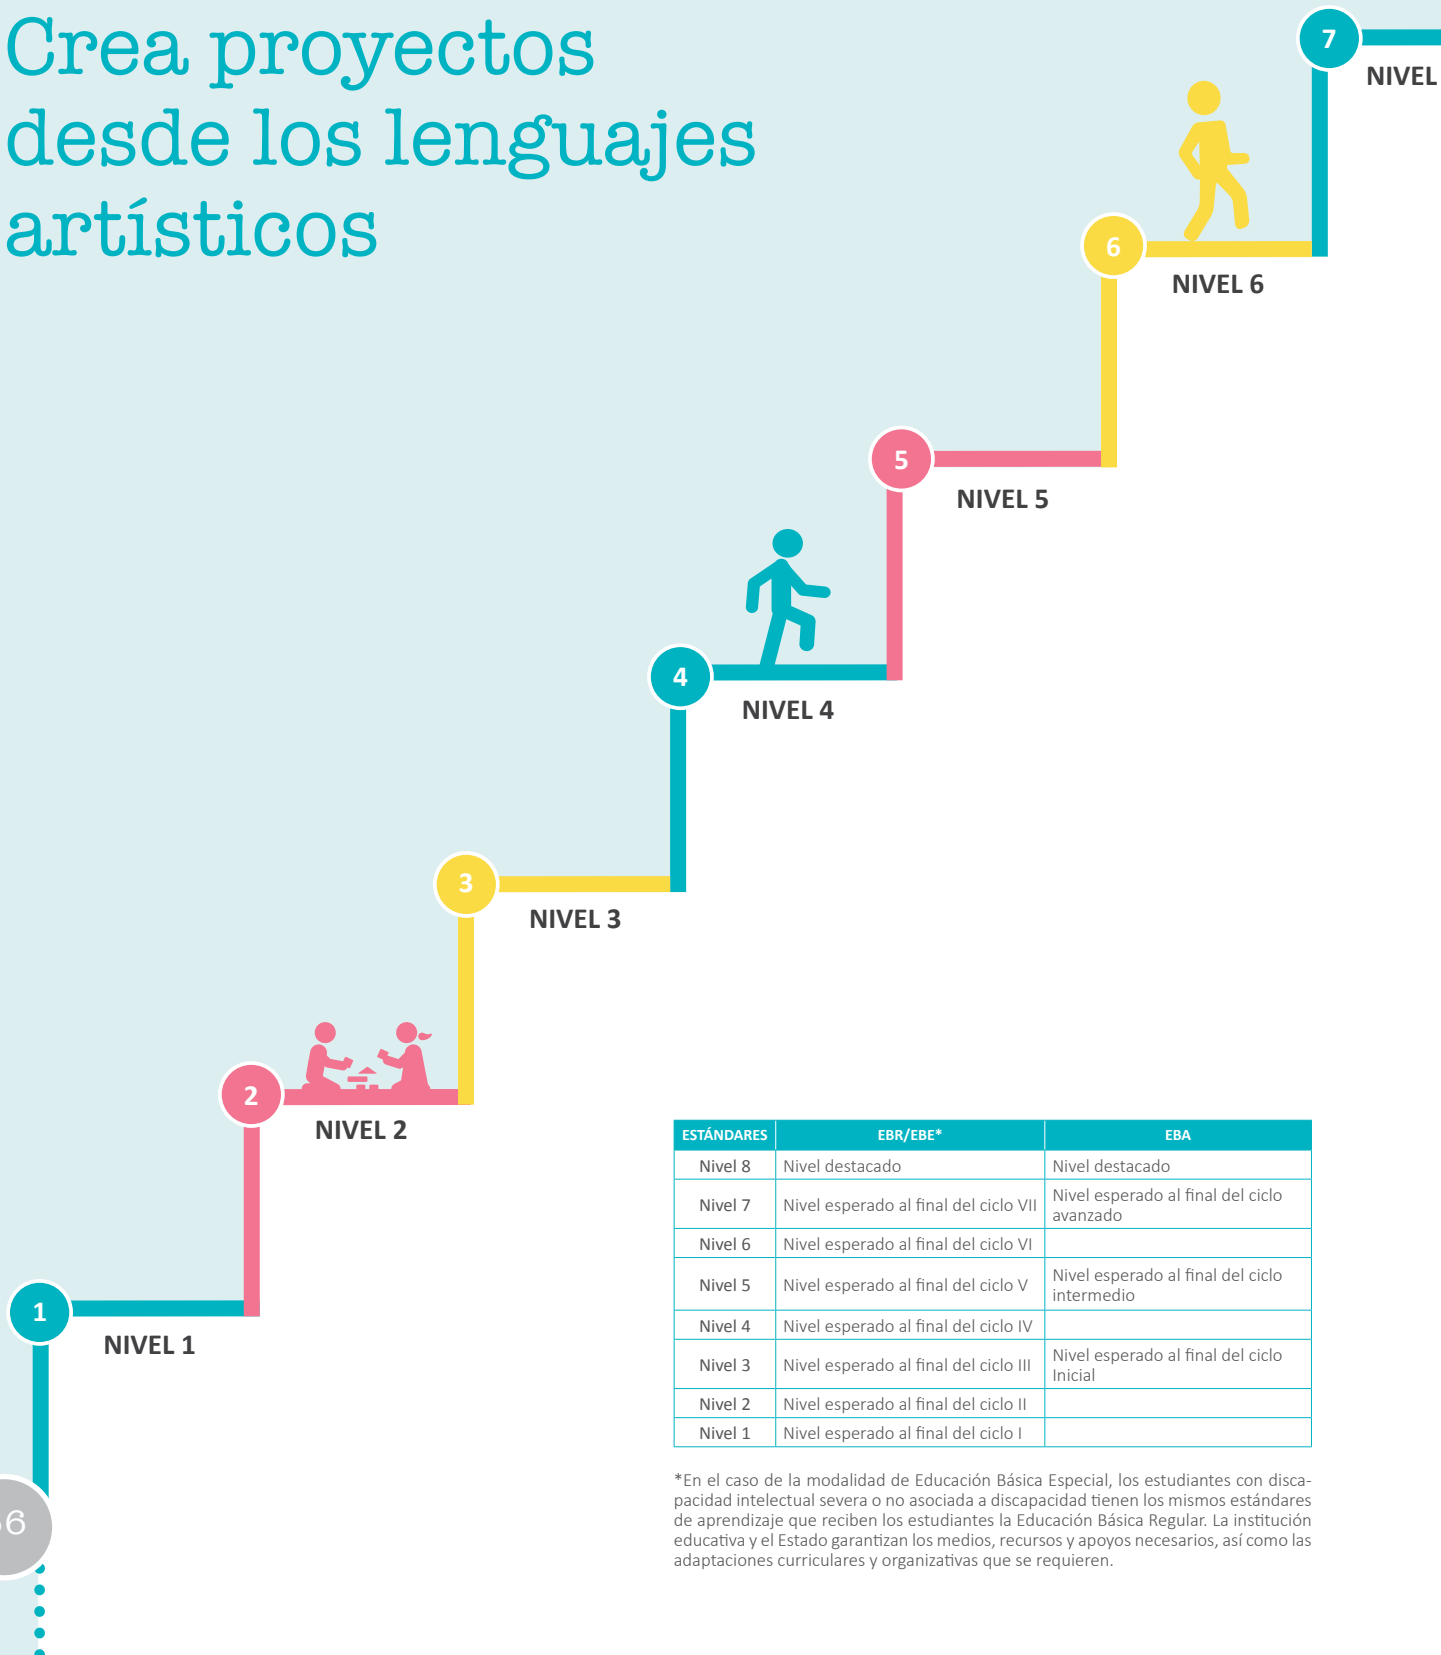 Crea proyectos
desde los lenguajes
artísticos
7
NIVEL
6
NIVEL 6
5
NIVEL 5
4
NIVEL 4
3
NIVEL 3
2
NIVEL 2
1
NIVEL 1
ESTÁNDARES EBR/EBE* EBA
Nivel 8 Nivel destacado Nivel destacado
Nivel 7 Nivel esperado al final del ciclo VII Nivel esperado al final del ciclo
avanzado
Nivel 6 Nivel esperado al final del ciclo VI
Nivel 5 Nivel esperado al final del ciclo V Nivel esperado al final del ciclo
intermedio
Nivel 4 Nivel esperado al final del ciclo IV
Nivel 3 Nivel esperado al final del ciclo III Nivel esperado al final del ciclo
Inicial
Nivel 2 Nivel esperado al final del ciclo II
Nivel 1 Nivel esperado al final del ciclo I
*En el caso de la modalidad de Educación Básica Especial, los estudiantes con disca-
pacidad intelectual severa o no asociada a discapacidad tienen los mismos estándares
de aprendizaje que reciben los estudiantes la Educación Básica Regular. La institución
educativa y el Estado garantizan los medios, recursos y apoyos necesarios, así como las
adaptaciones curriculares y organizativas que se requieren.